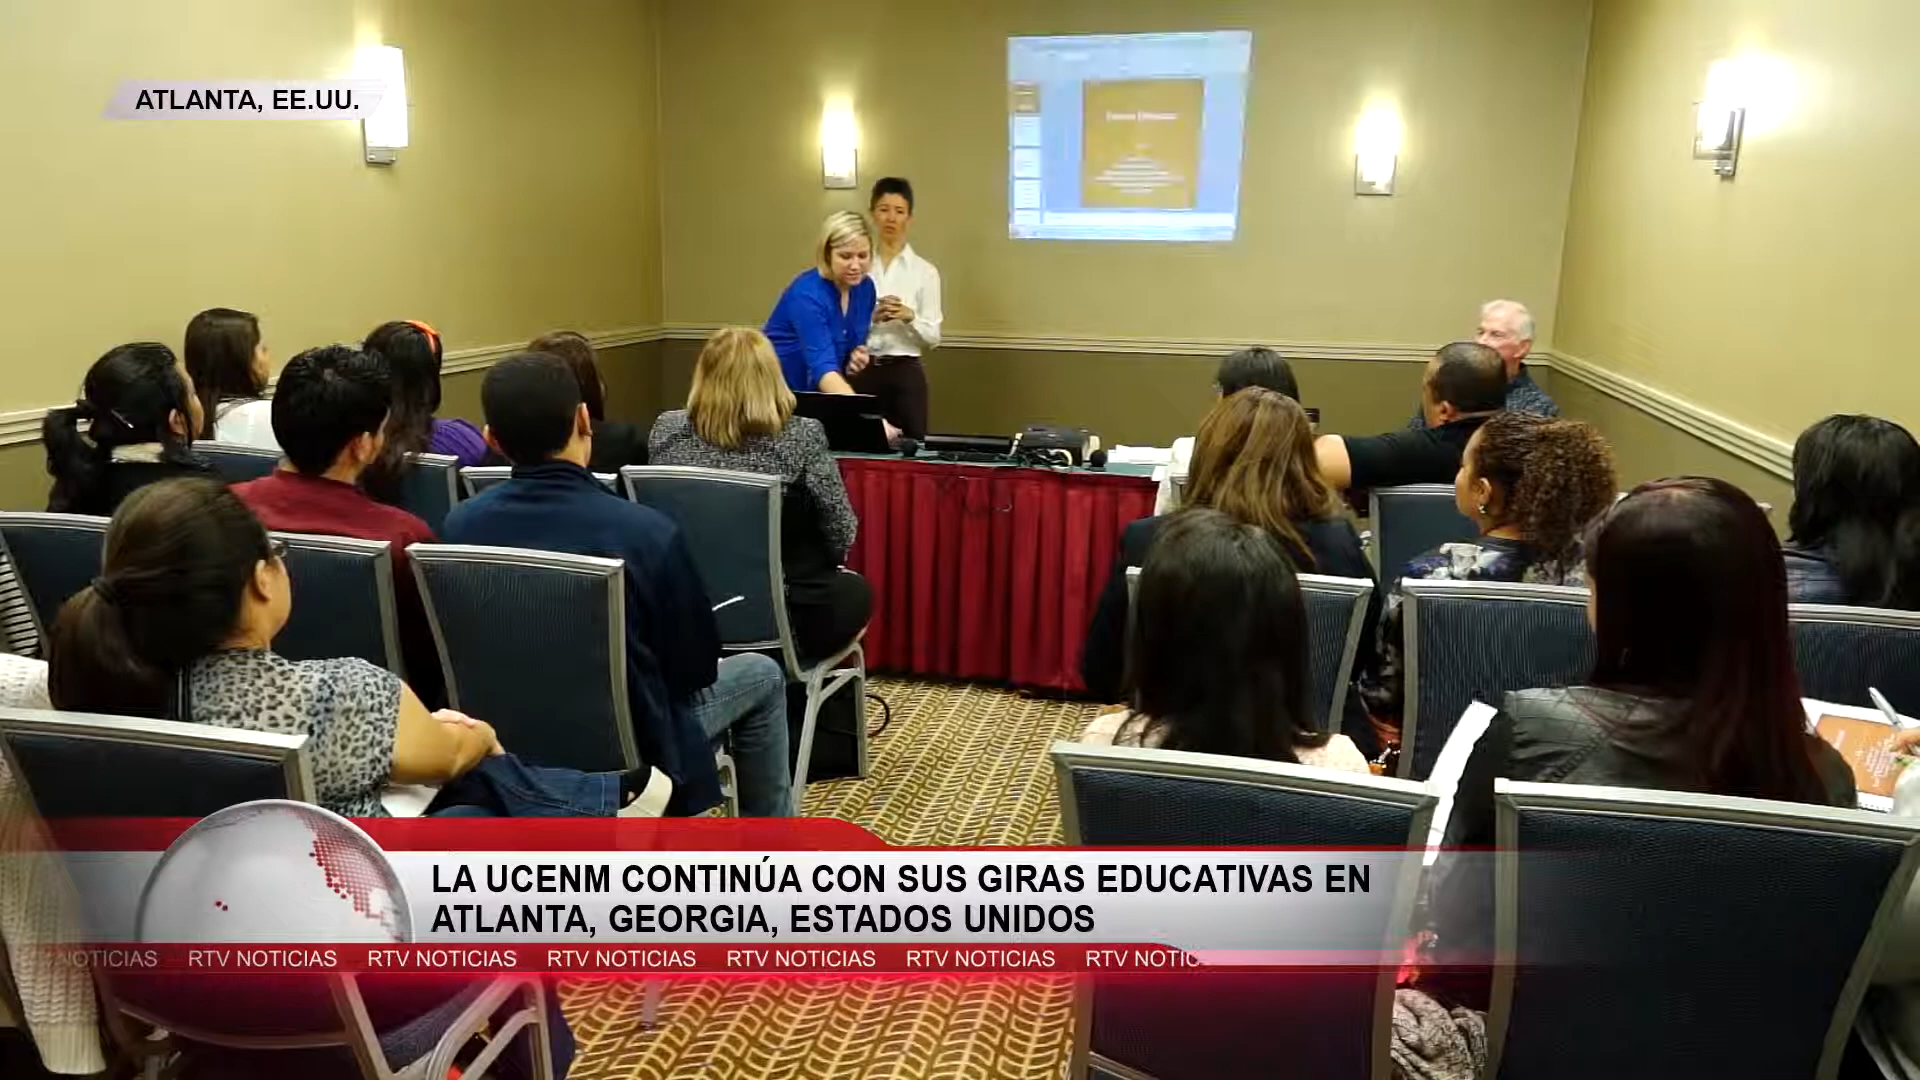 ATLANTA, EE.UU.
LA UCENM CONTINÚA CON SUS GIRAS EDUCATIVAS EN
ATLANTA, GEORGIA, ESTADOS UNIDOS
OTICIAS RTV NOTICIAS RTV NOTICIAS RTV NOTICIAS RTV NOTICIAS RTV NOTICIAS RTV NOTIC